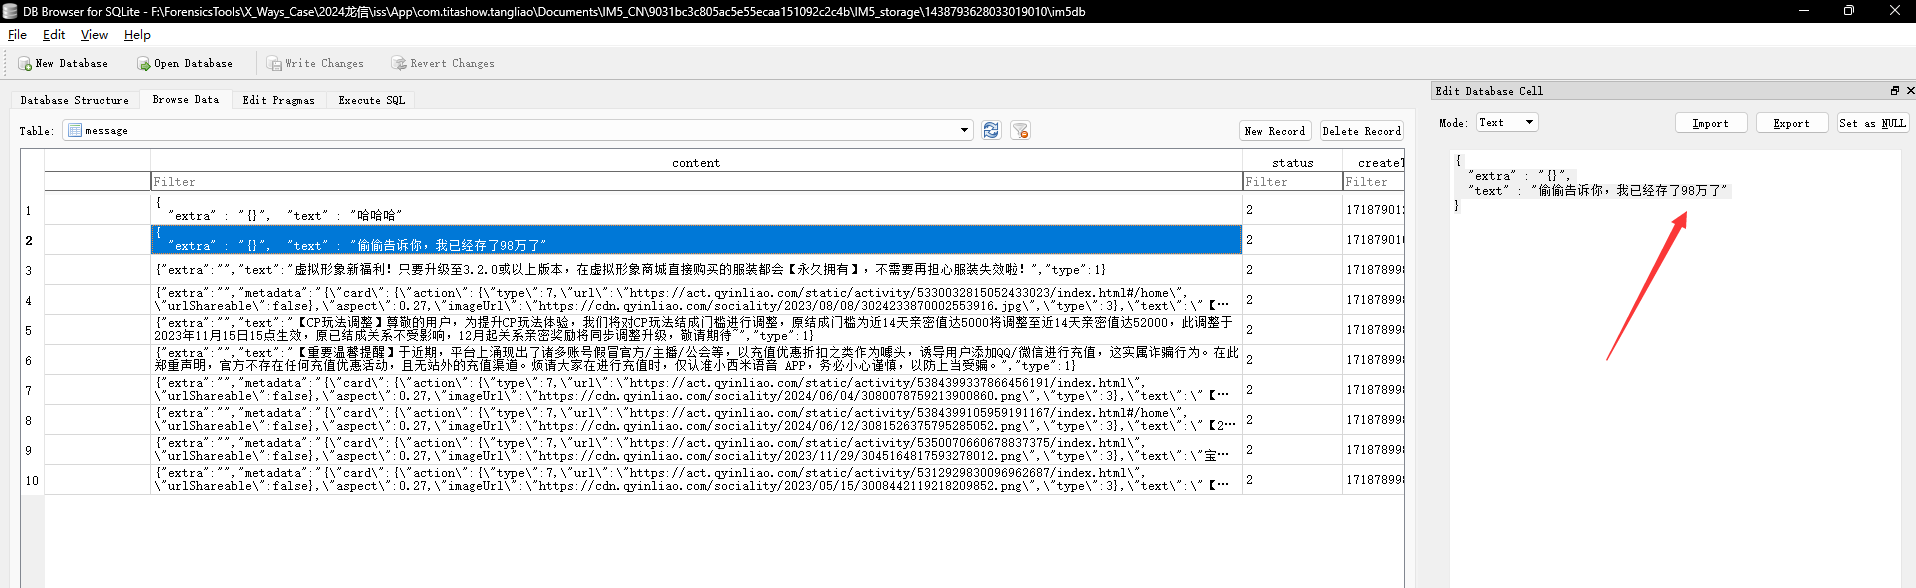 DB Browser for SQLite - F:\ForensicsTools\X_Ways_Case\2024龙信\iss\App\com.titashow.tangliao\Documents\IM5_CN\9031bc3c805ac5e55ecaa151092c2c4b\IM5_storage\1438793628033019010\im5db
File Edit View Help
New Database Open Database Write Changes Revert Changes
Edit Database Cell
Database Structure Browse Data Edit Pragmas Execute SQL
Mode: Text Import Export Set as NULL
Table: message New Record Delete Record
content status createT
Filter Filter Filter
{
"extra" : "{}",
"text" : "偷偷告诉你，我已经存了98万了"
}
1 {
"extra" : "{}", "text" : "哈哈哈" 2 171879012
2 {
"extra" : "{}", "text" : "偷偷告诉你，我已经存了98万了" 2 171879010
3 {"extra":"","text":"虚拟形象新福利！只要升级至3.2.0或以上版本，在虚拟形象商城直接购买的服装都会【永久拥有】，不需要再担心服装失效啦！","type":1} 2 171878998
4 {"extra":"","metadata":"{\"card\":{\"action\":{\"type\":7,\"url\":\"https://act.qyinliao.com/static/activity/5330032815052433023/index.html#/home\",
\"urlShareable\":false},\"aspect\":0.27,\"imageUrl\":\"https://cdn.qyinliao.com/sociality/2023/08/08/3024233870002553916.jpg\",\"type\":3},\"text\":\"【… 2 171878998
5 {"extra":"","text":"【CP玩法调整】尊敬的用户，为提升CP玩法体验，我们将对CP玩法结成门槛进行调整，原结成门槛为近14天亲密值达5000将调整至近14天亲密值达52000，此调整于
2023年11月15日15点生效，原已结成关系不受影响，12月起关系亲密奖励将同步调整升级，敬请期待~","type":1} 2 171878998
6 {"extra":"","text":"【重要温馨提醒】于近期，平台上涌现出了诸多账号假冒官方/主播/公会等，以充值优惠折扣之类作为噱头，诱导用户添加QQ/微信进行充值，这实属诈骗行为。在此
郑重声明，官方不存在任何充值优惠活动，且无站外的充值渠道。烦请大家在进行充值时，仅认准小西米语音 APP，务必小心谨慎，以防上当受骗。","type":1} 2 171878998
7 {"extra":"","metadata":"{\"card\":{\"action\":{\"type\":7,\"url\":\"https://act.qyinliao.com/static/activity/5384399337866456191/index.html\",
\"urlShareable\":false},\"aspect\":0.27,\"imageUrl\":\"https://cdn.qyinliao.com/sociality/2024/06/04/3080078759213900860.png\",\"type\":3},\"text\":\"【… 2 171878998
8 {"extra":"","metadata":"{\"card\":{\"action\":{\"type\":7,\"url\":\"https://act.qyinliao.com/static/activity/5384399105959191167/index.html#/home\",
\"urlShareable\":false},\"aspect\":0.27,\"imageUrl\":\"https://cdn.qyinliao.com/sociality/2024/06/12/3081526375795285052.png\",\"type\":3},\"text\":\"【2… 2 171878998
9 {"extra":"","metadata":"{\"card\":{\"action\":{\"type\":7,\"url\":\"https://act.qyinliao.com/static/activity/5350070660678837375/index.html\",
\"urlShareable\":false},\"aspect\":0.27,\"imageUrl\":\"https://cdn.qyinliao.com/sociality/2023/11/29/3045164817593278012.png\",\"type\":3},\"text\":\"宝… 2 171878998
10 {"extra":"","metadata":"{\"card\":{\"action\":{\"type\":7,\"url\":\"https://act.qyinliao.com/static/activity/5312929830096962687/index.html\",
\"urlShareable\":false},\"aspect\":0.27,\"imageUrl\":\"https://cdn.qyinliao.com/sociality/2023/05/15/3008442119218209852.png\",\"type\":3},\"text\":\"【… 2 171878998